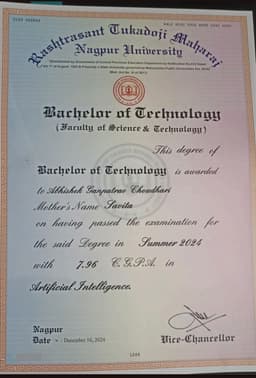 Rashtrasant Tukadoji Maharaj
Nagpur University
Bachelor of Technology
(Faculty of Science & Technology)
This degree of
Bachelor of Technology is awarded
to Abhishek Ganpatrao Choudhari
Mother's Name Savita
on having passed the examination for
the said Degree in Summer 2024
with 7.96 C.G.P.A. in
Artificial Intelligence.
Nagpur
Date :- December 16, 2024
Vice-Chancellor